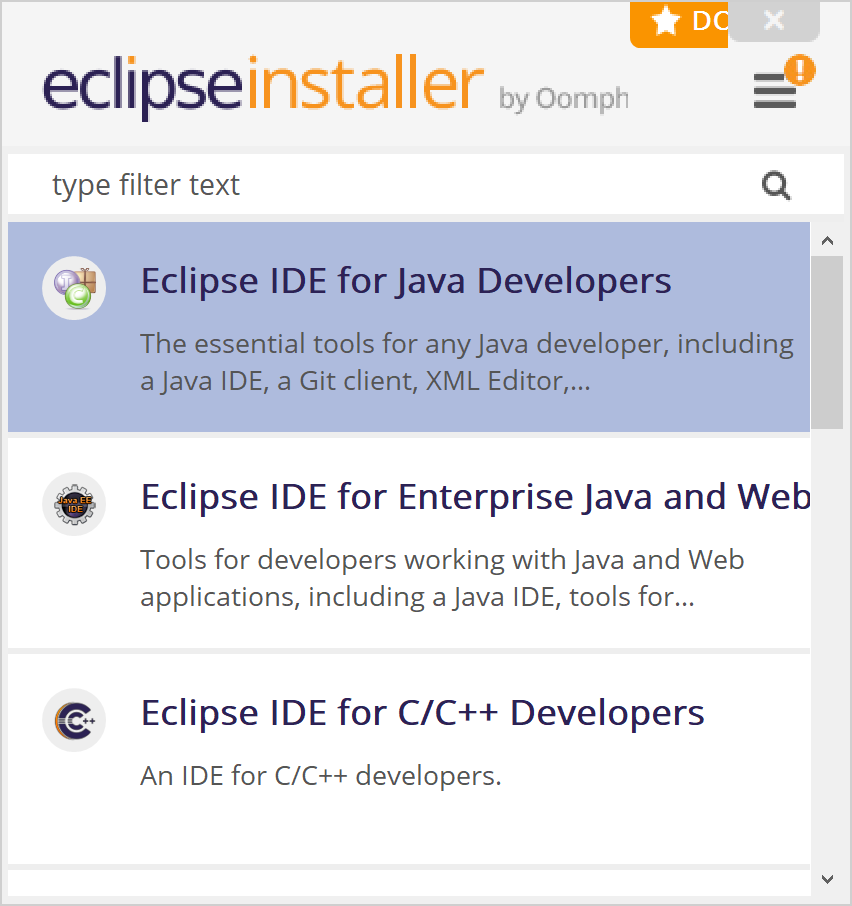 DO
eclipseinstaller by Oomph
!
type filter text
Eclipse IDE for Java Developers
The essential tools for any Java developer, including
a Java IDE, a Git client, XML Editor,...
Java EE
IDE
Eclipse IDE for Enterprise Java and Web
Tools for developers working with Java and Web
applications, including a Java IDE, tools for...
C++
Eclipse IDE for C/C++ Developers
An IDE for C/C++ developers.